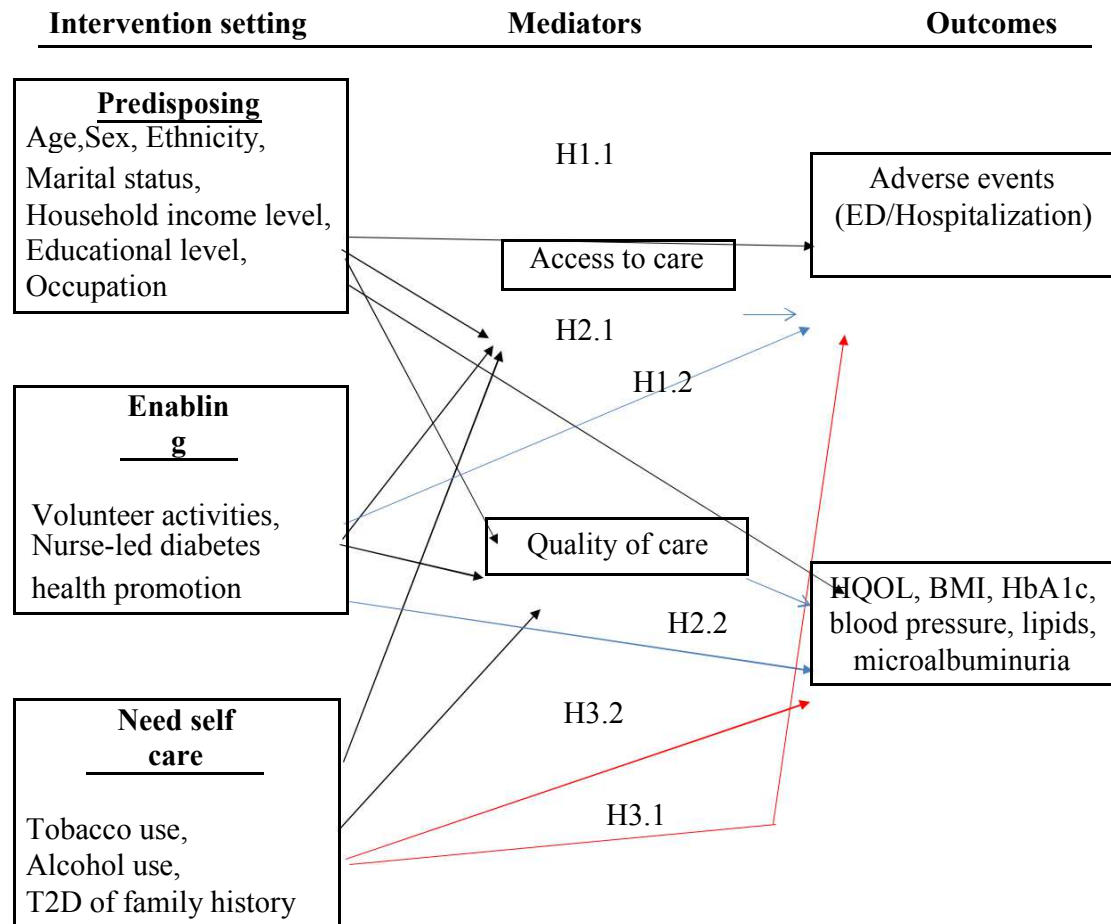 Intervention setting Mediators Outcomes
Predisposing
Age,Sex, Ethnicity,
Marital status,
Household income level,
Educational level,
Occupation
H1.1
Adverse events
(ED/Hospitalization)
Access to care
H2.1
H1.2
Enablin
g
Volunteer activities,
Nurse-led diabetes
health promotion
Quality of care
HQOL, BMI, HbA1c,
blood pressure, lipids,
microalbuminuria
H2.2
Need self
care
Tobacco use,
Alcohol use,
T2D of family history
H3.2
H3.1